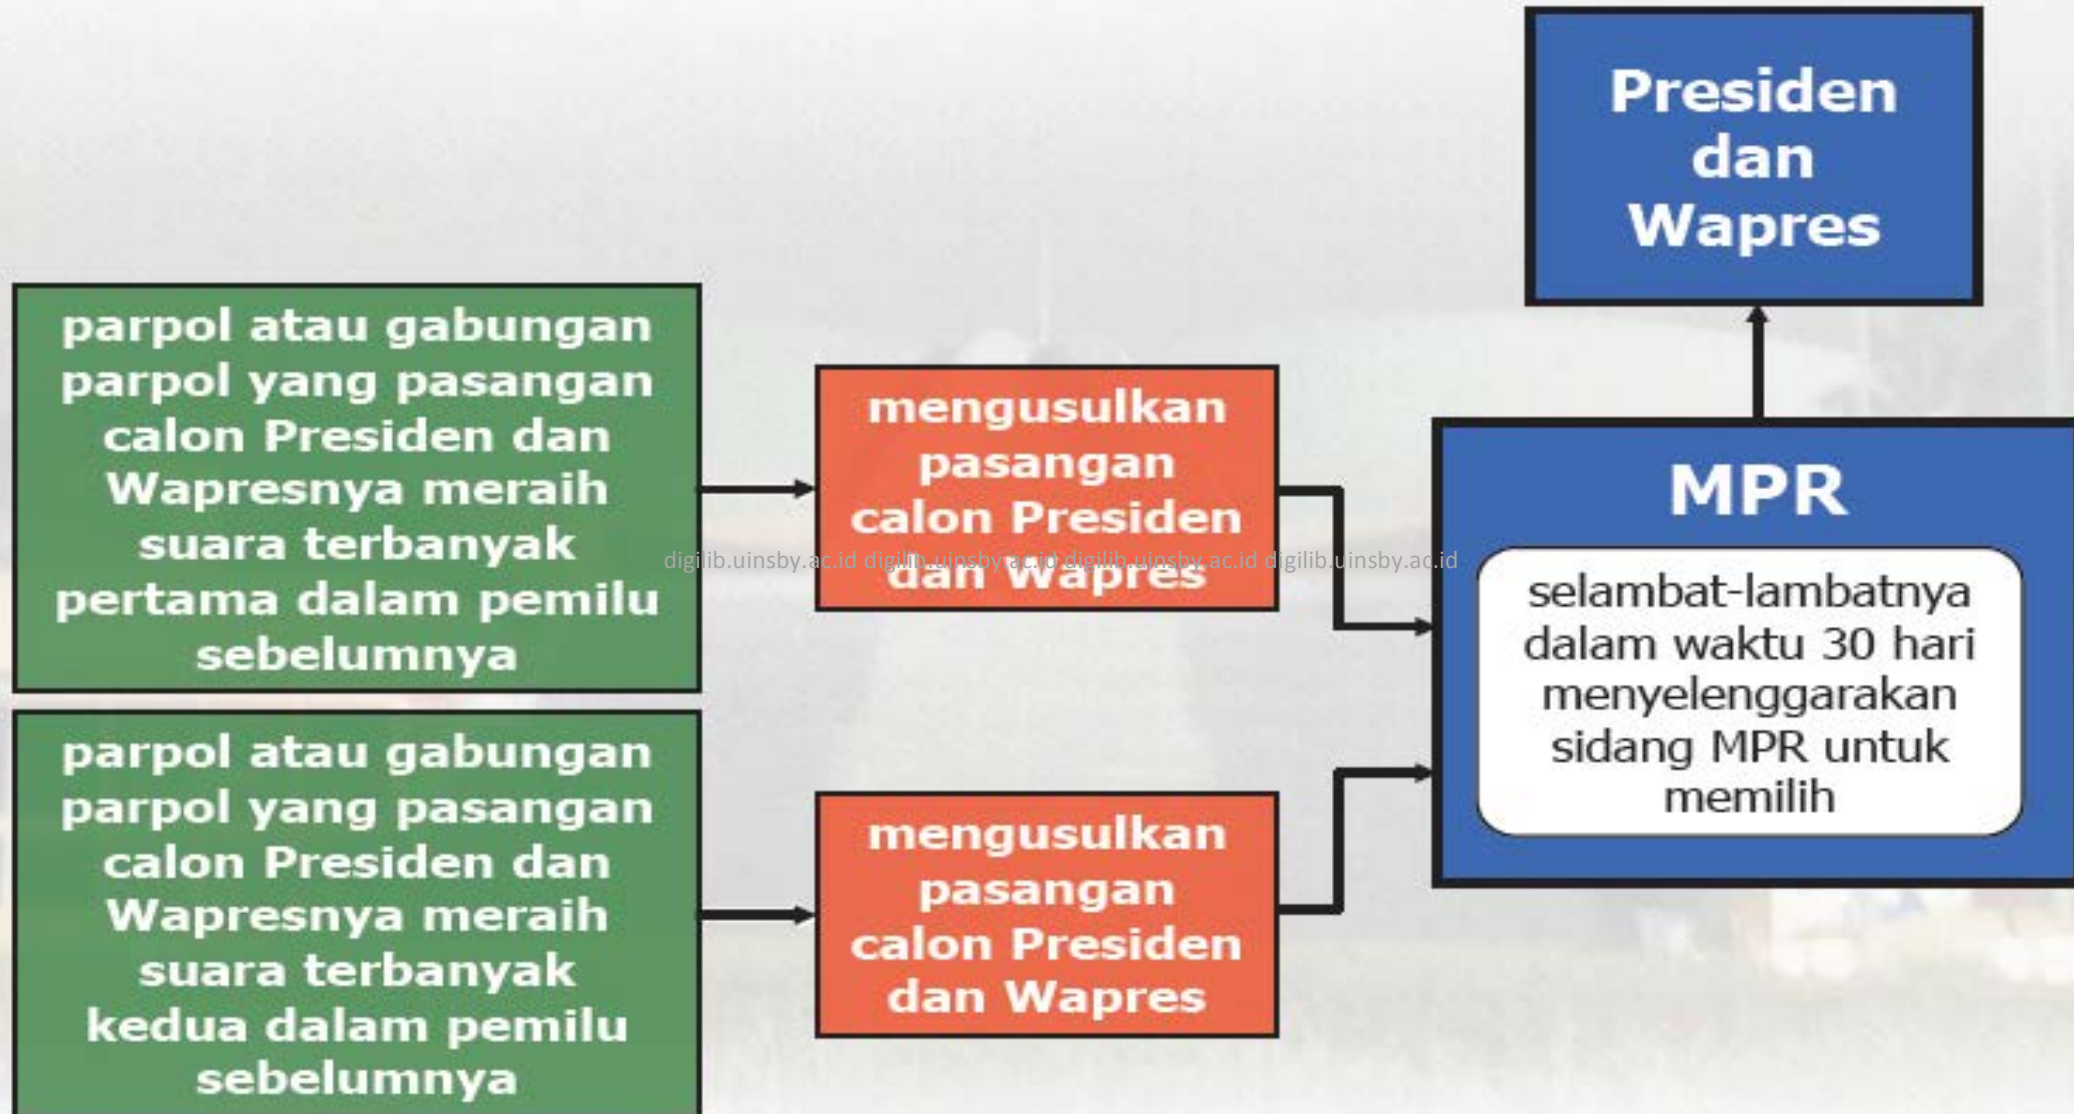 Presiden
dan
Wapres
parpol atau gabungan
parpol yang pasangan
calon Presiden dan
Wapresnya meraih
suara terbanyak
pertama dalam pemilu
sebelumnya
mengusulkan
pasangan
calon Presiden
dan Wapres
digilib.uinsby.ac.id digilib.uinsby.ac.id digilib.uinsby.ac.id digilib.uinsby.ac.id
MPR
selambat-lambatnya
dalam waktu 30 hari
menyelenggarakan
sidang MPR untuk
memilih
parpol atau gabungan
parpol yang pasangan
calon Presiden dan
Wapresnya meraih
suara terbanyak
kedua dalam pemilu
sebelumnya
mengusulkan
pasangan
calon Presiden
dan Wapres